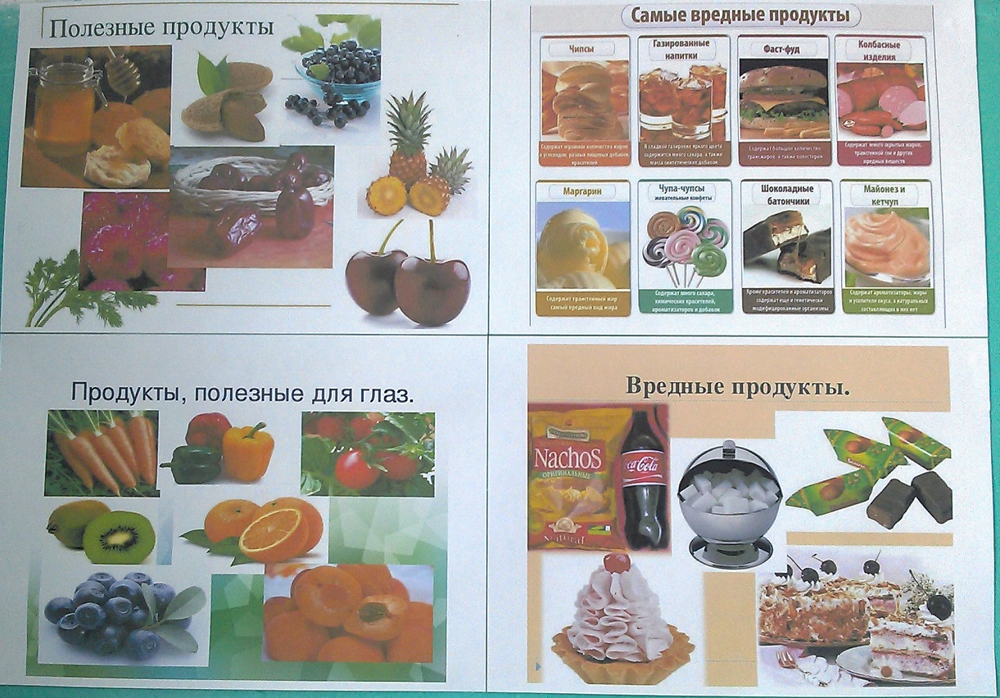 Полезные продукты
Самые вредные продукты
Чипсы
Содержат огромное количество жиров
и углеводов, разных пищевых добавок,
красителей
Газированные
напитки
В сладкой газировке яркого цвета
содержится много сахара, а также
масса синтетических добавок
Фаст-фуд
Содержат большое количество
трансжиров, а также холестерин
Колбасные
изделия
Содержат много скрытых жиров,
вредных веществ
Маргарин
Содержит трансгенный жир
самый вредный вид жира
Чупа-чупсы
жевательные конфеты
Содержат много сахара,
химических красителей,
ароматизаторов и добавок
Шоколадные
батончики
Кроме красителей и ароматизаторов
содержат еще и генетически
модифицированные организмы
Майонез и
кетчуп
Содержат ароматизаторы, жиры
и усилители вкуса, а натуральных
составляющих в них нет
Продукты, полезные для глаз.
Вредные продукты.
Nachos
ОРИГИНАЛЬНЫЕ
Natural
Coca-Cola